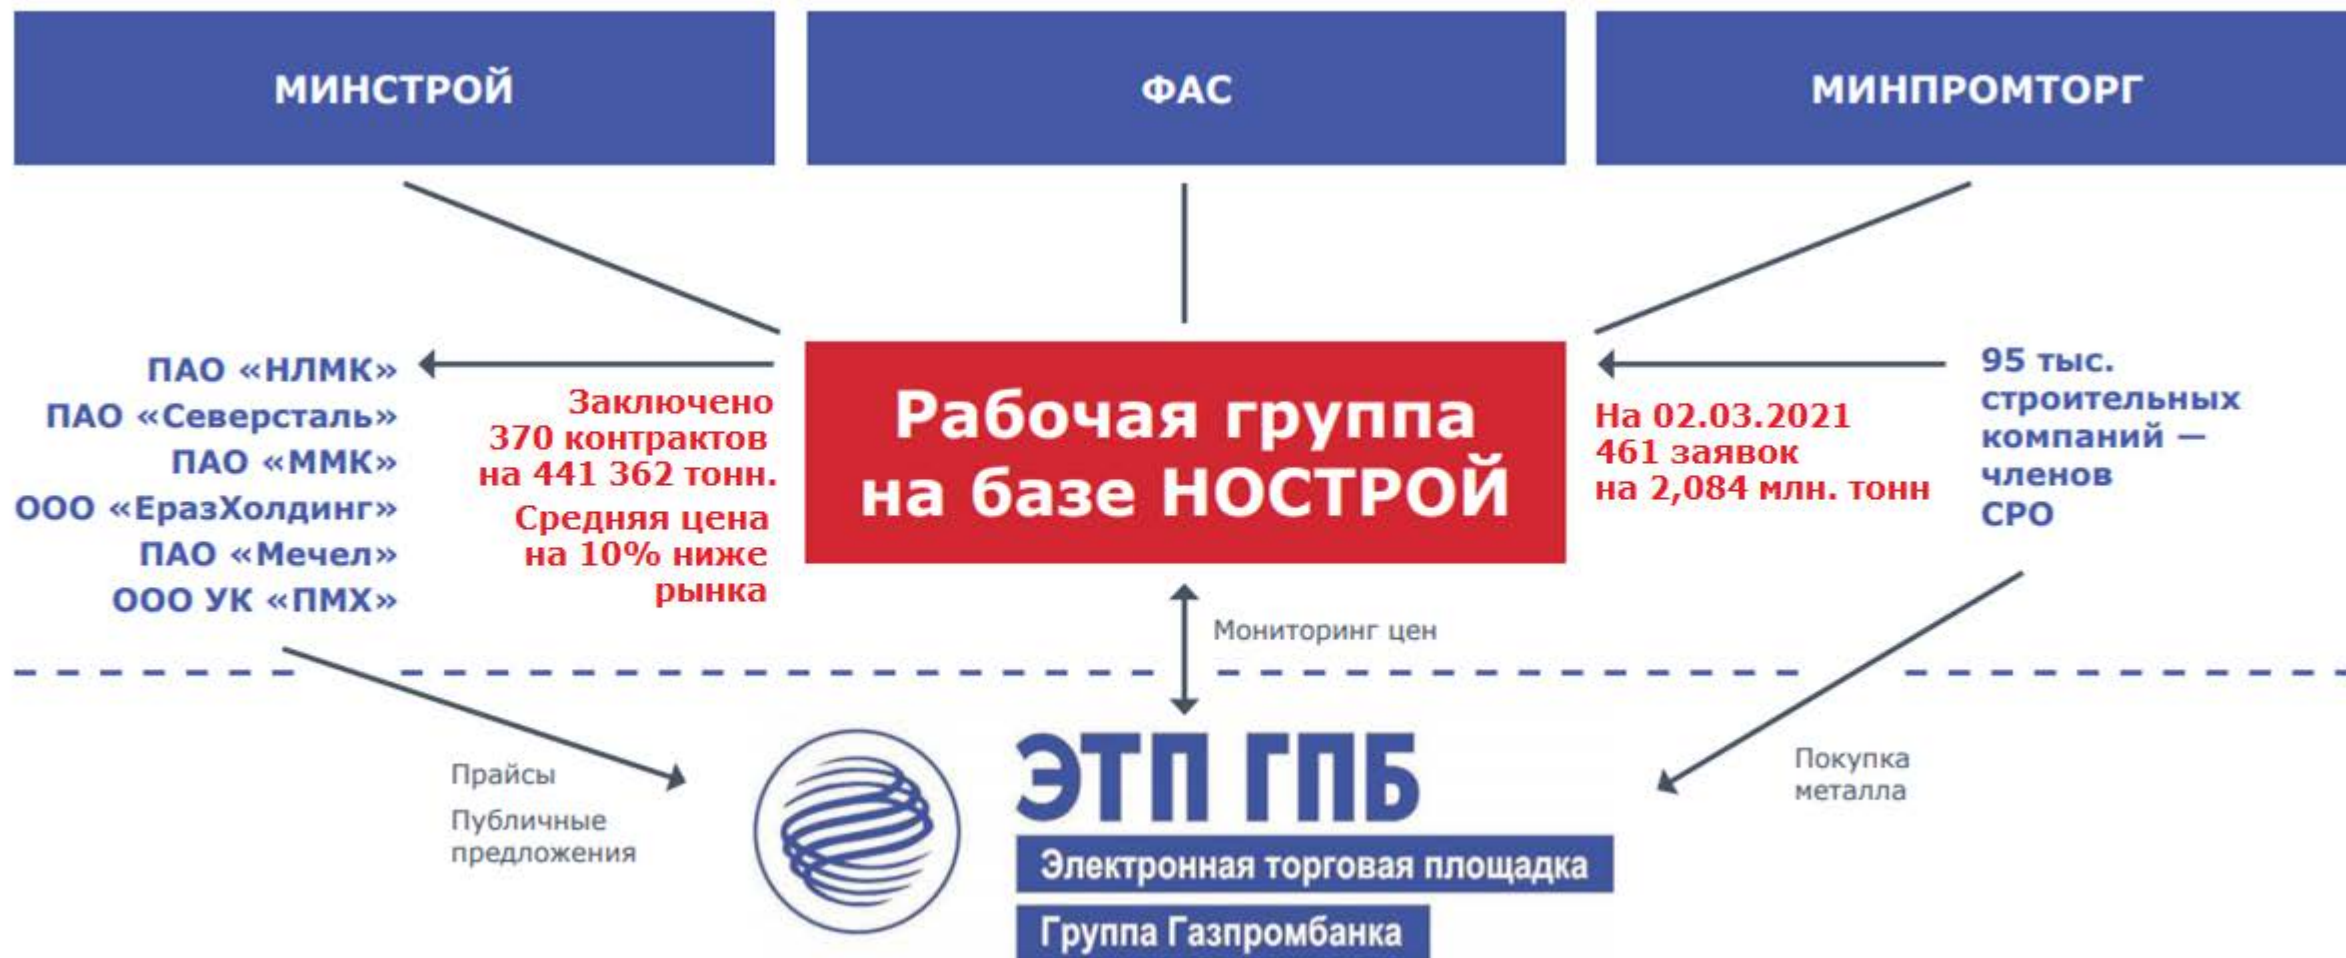 МИНСТРОЙ
ФАС
МИНПРОМТОРГ
ПАО «НЛМК»
ПАО «Северсталь»
ПАО «ММК»
ООО «ЕразХолдинг»
ПАО «Мечел»
ООО УК «ПМХ»
Заключено
370 контрактов
на 441 362 тонн.
Средняя цена
на 10% ниже
рынка
Рабочая группа
на базе НОСТРОЙ
На 02.03.2021
461 заявок
на 2,084 млн. тонн
95 тыс.
строительных
компаний —
членов
СРО
Мониторинг цен
Прайсы
Публичные
предложения
ЭТП ГПБ
Электронная торговая площадка
Группа Газпромбанка
Покупка
металла